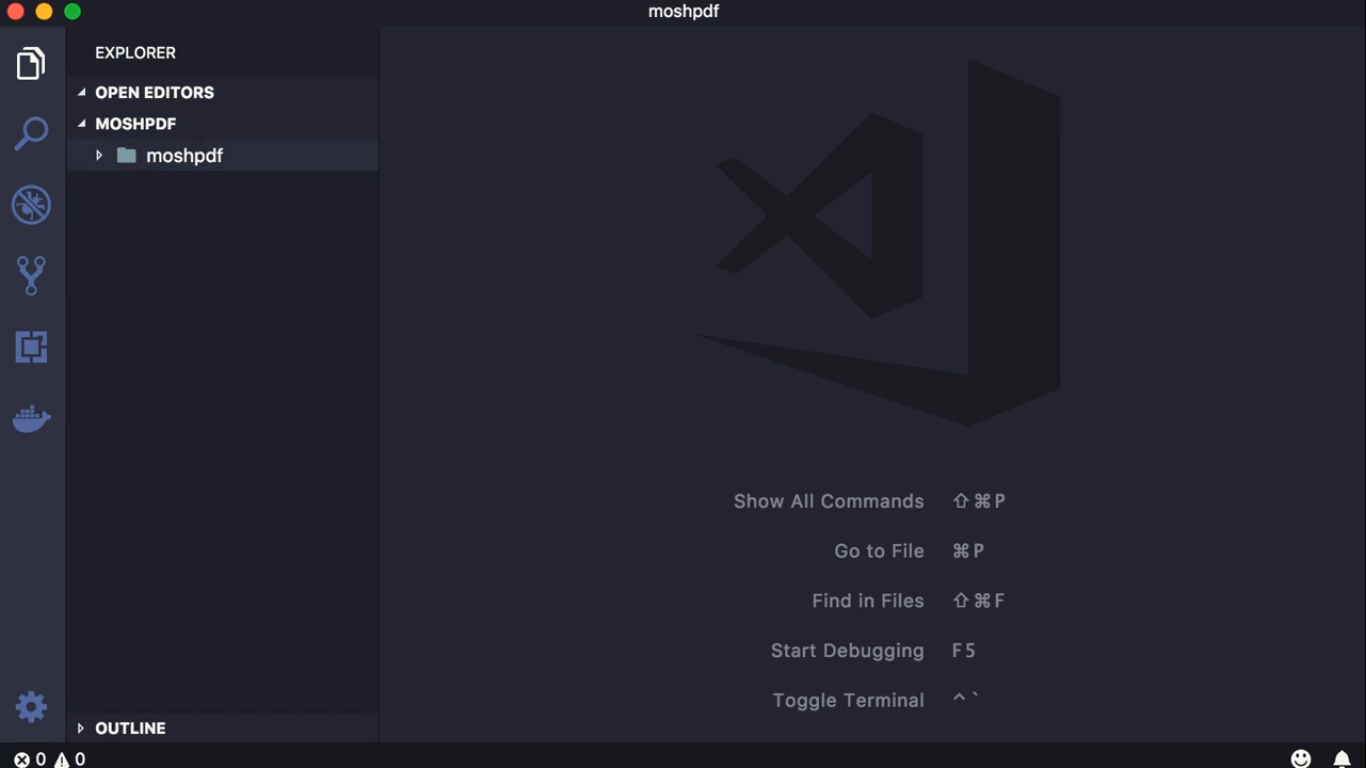 moshpdf
EXPLORER
OPEN EDITORS
MOSHPDF
moshpdf
Show All Commands ⇧⌘P
Go to File ⌘P
Find in Files ⇧⌘F
Start Debugging F5
Toggle Terminal ^`
OUTLINE
0 0